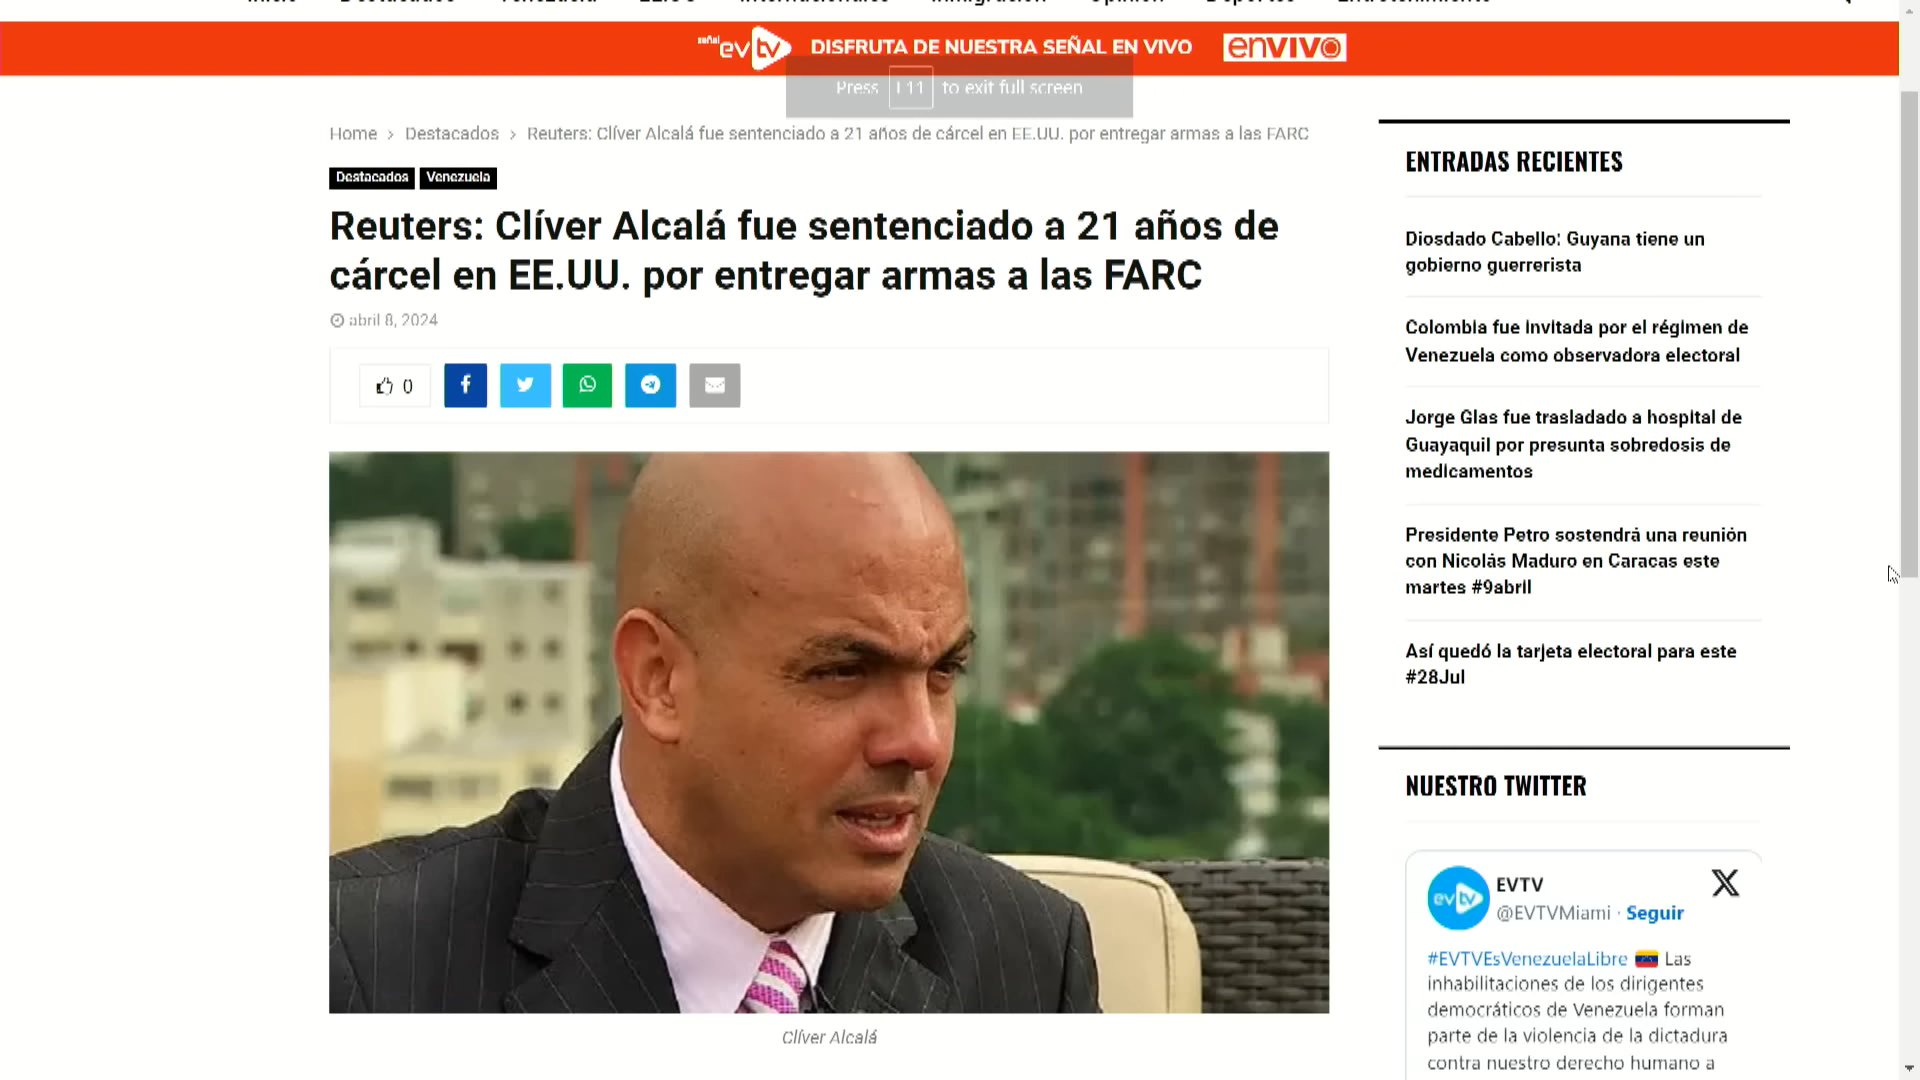 señal evtv DISFRUTA DE NUESTRA SEÑAL EN VIVO enVIVO
Press F11 to exit full screen
Home > Destacados > Reuters: Clíver Alcalá fue sentenciado a 21 años de cárcel en EE.UU. por entregar armas a las FARC
Destacados Venezuela
Reuters: Clíver Alcalá fue sentenciado a 21 años de
cárcel en EE.UU. por entregar armas a las FARC
abril 8, 2024
0
Clíver Alcalá
ENTRADAS RECIENTES
Diosdado Cabello: Guyana tiene un
gobierno guerrerista
Colombia fue invitada por el régimen de
Venezuela como observadora electoral
Jorge Glas fue trasladado a hospital de
Guayaquil por presunta sobredosis de
medicamentos
Presidente Petro sostendrá una reunión
con Nicolás Maduro en Caracas este
martes #9abril
Así quedó la tarjeta electoral para este
#28Jul
NUESTRO TWITTER
evtv
EVTV
@EVTVMiami · Seguir
#EVTVEsVenezuelaLibre 🇻🇪 Las
inhabilitaciones de los dirigentes
democráticos de Venezuela forman
parte de la violencia de la dictadura
contra nuestro derecho humano a